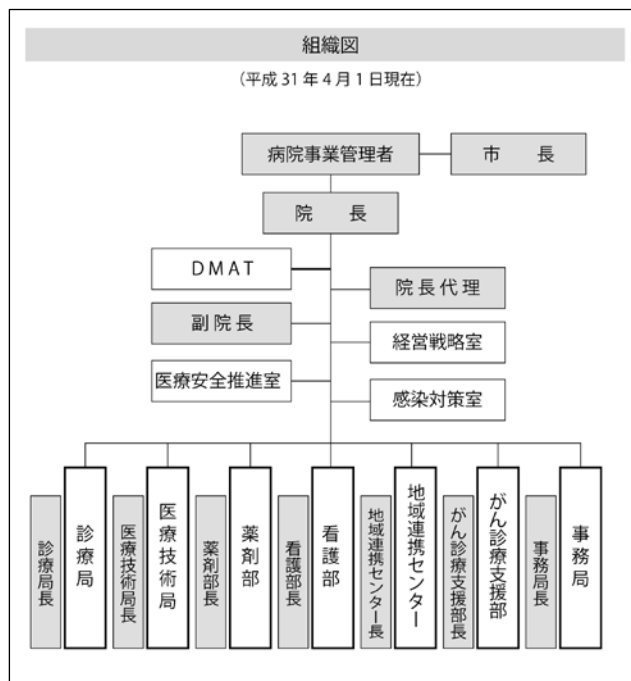 組織図
（平成 31 年 4 月 1 日現在）
病院事業管理者
市　　長
院　　長
DMAT
院 長 代 理
副 院 長
経営戦略室
医療安全推進室
感染対策室
診療局長
診療局
医療技術局長
医療技術局
薬剤部長
薬剤部
看護部長
看護部
地域連携センター長
地域連携センター
がん診療支援部長
がん診療支援部
事務局長
事務局